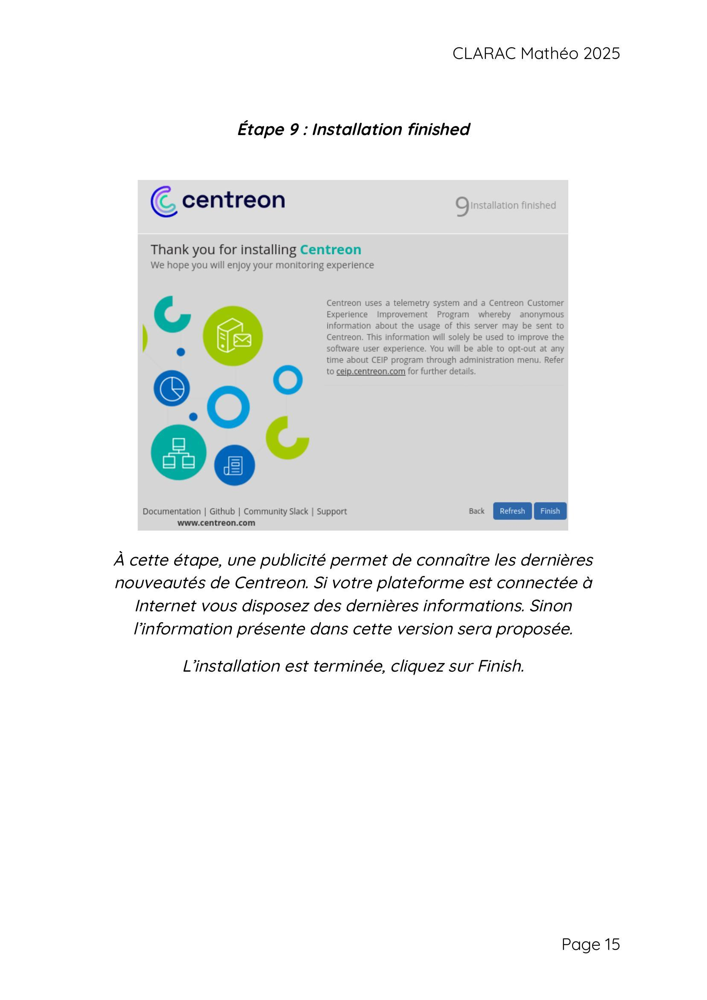 CLARAC Mathéo 2025
Étape 9 : Installation finished
centreon
9 Installation finished
Thank you for installing Centreon
We hope you will enjoy your monitoring experience
Centreon uses a telemetry system and a Centreon Customer
Experience Improvement Program whereby anonymous
information about the usage of this server may be sent to
Centreon. This information will solely be used to improve the
software user experience. You will be able to opt-out at any
time about CEIP program through administration menu. Refer
to ceip.centreon.com for further details.
Documentation | Github | Community Slack | Support
www.centreon.com
Back Refresh Finish
À cette étape, une publicité permet de connaître les dernières
nouveautés de Centreon. Si votre plateforme est connectée à
Internet vous disposez des dernières informations. Sinon
l’information présente dans cette version sera proposée.
L’installation est terminée, cliquez sur Finish.
Page 15